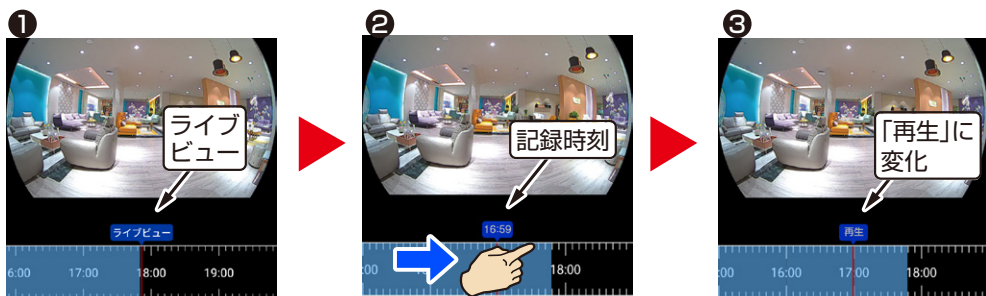 ❶
ライブ
ビュー
ライブビュー
6:00 17:00 18:00 19:00
❷
記録時刻
16:59
:00 18:00
❸
「再生」に
変化
再生
:00 16:00 17:00 18:00